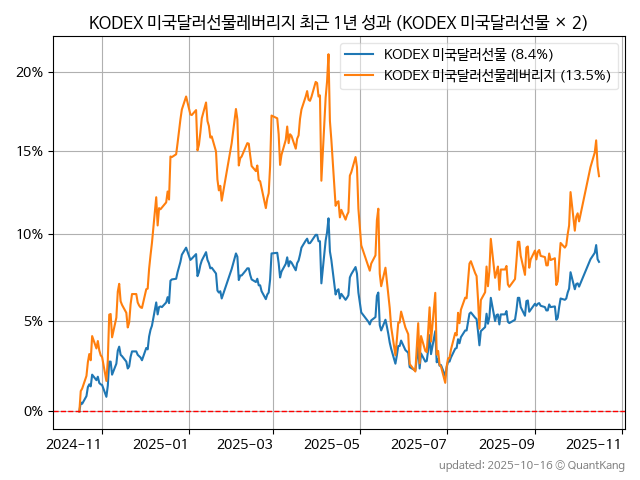 KODEX 미국달러선물레버리지 최근 1년 성과 (KODEX 미국달러선물 × 2)
KODEX 미국달러선물 (8.4%)
KODEX 미국달러선물레버리지 (13.5%)
20%
15%
10%
5%
0%
2024-11 2025-01 2025-03 2025-05 2025-07 2025-09 2025-11
updated: 2025-10-16 © QuantKang